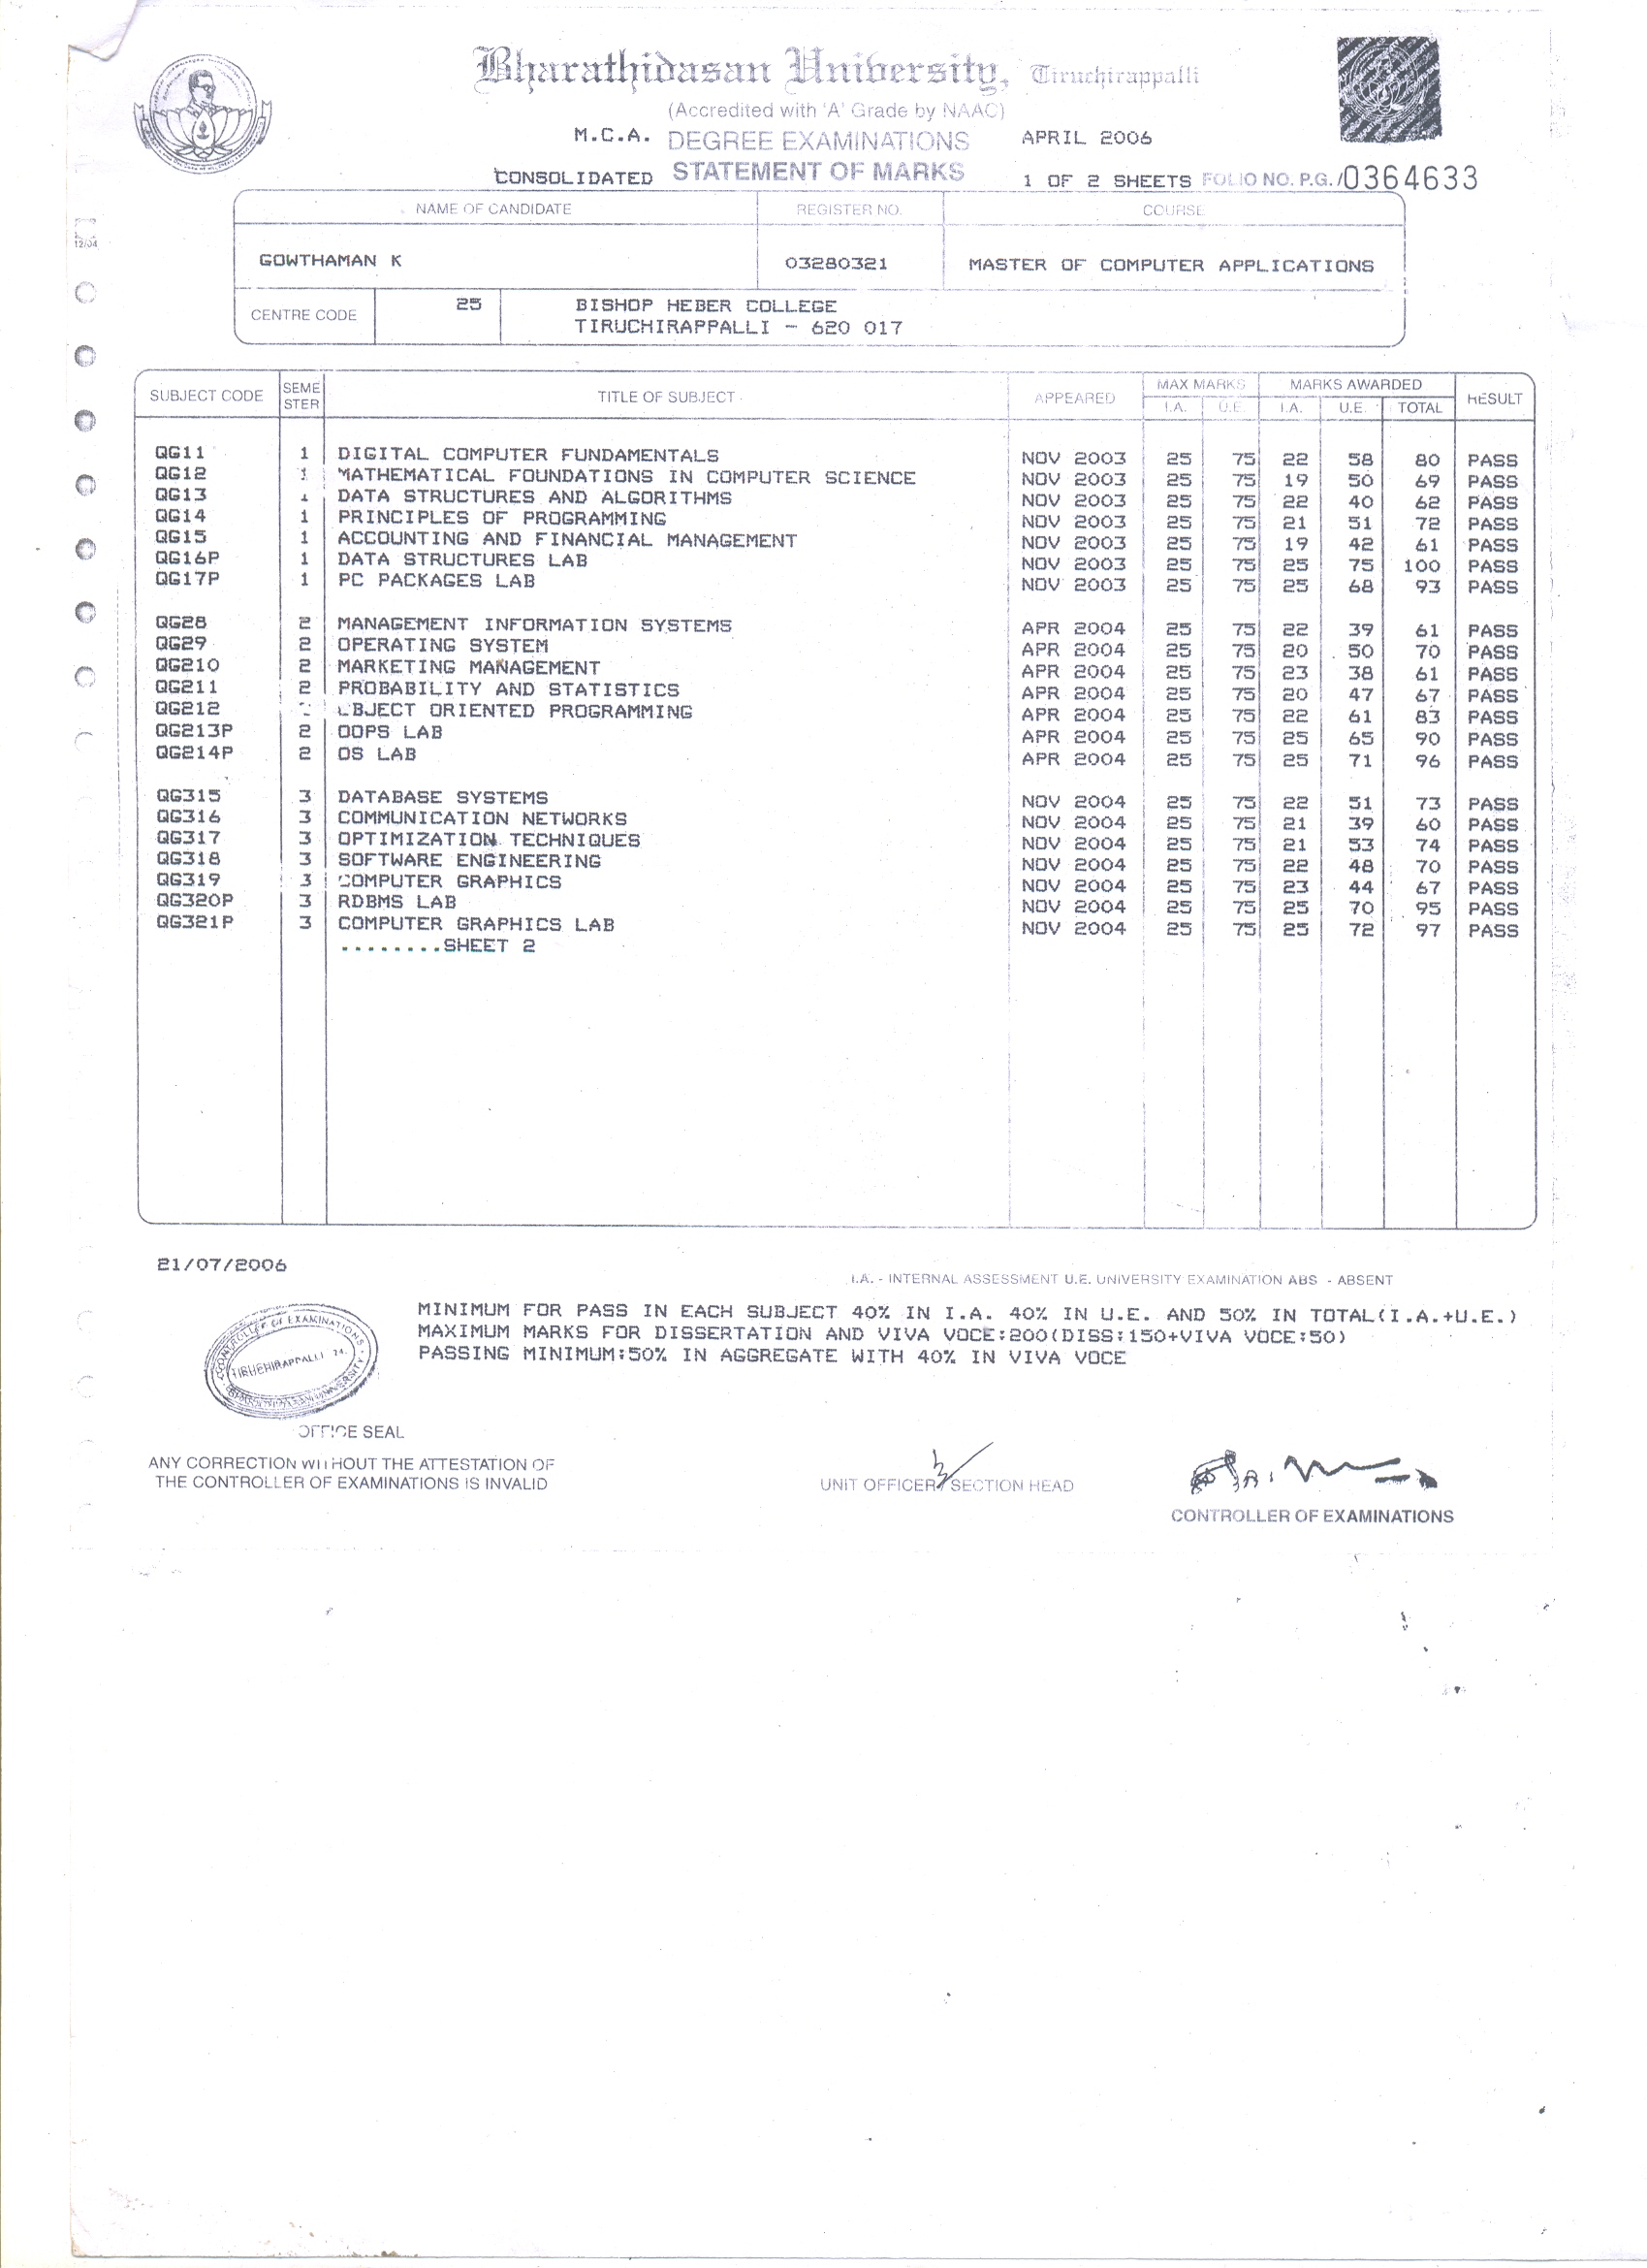 Bharathidasan University, Tiruchirappalli
(Accredited with 'A' Grade by NAAC)
M.C.A. DEGREE EXAMINATIONS APRIL 2006
CONSOLIDATED STATEMENT OF MARKS 1 OF 2 SHEETS FOLIO NO. P.G./0364633
NAME OF CANDIDATE REGISTER NO. COURSE
12/04
GOWTHAMAN K 03280321 MASTER OF COMPUTER APPLICATIONS
CENTRE CODE 25 BISHOP HEBER COLLEGE
TIRUCHIRAPPALLI - 620 017
SUBJECT CODE SEME STER TITLE OF SUBJECT APPEARED MAX MARKS MARKS AWARDED RESULT
I.A. U.E. I.A. U.E. TOTAL
QG11 1 DIGITAL COMPUTER FUNDAMENTALS NOV 2003 25 75 22 58 80 PASS
QG12 1 MATHEMATICAL FOUNDATIONS IN COMPUTER SCIENCE NOV 2003 25 75 19 50 69 PASS
QG13 1 DATA STRUCTURES AND ALGORITHMS NOV 2003 25 75 22 40 62 PASS
QG14 1 PRINCIPLES OF PROGRAMMING NOV 2003 25 75 21 51 72 PASS
QG15 1 ACCOUNTING AND FINANCIAL MANAGEMENT NOV 2003 25 75 19 42 61 PASS
QG16P 1 DATA STRUCTURES LAB NOV 2003 25 75 25 75 100 PASS
QG17P 1 PC PACKAGES LAB NOV 2003 25 75 25 68 93 PASS
QG28 2 MANAGEMENT INFORMATION SYSTEMS APR 2004 25 75 22 39 61 PASS
QG29 2 OPERATING SYSTEM APR 2004 25 75 20 50 70 PASS
QG210 2 MARKETING MANAGEMENT APR 2004 25 75 23 38 61 PASS
QG211 2 PROBABILITY AND STATISTICS APR 2004 25 75 20 47 67 PASS
QG212 2 OBJECT ORIENTED PROGRAMMING APR 2004 25 75 22 61 83 PASS
QG213P 2 OOPS LAB APR 2004 25 75 25 65 90 PASS
QG214P 2 OS LAB APR 2004 25 75 25 71 96 PASS
QG315 3 DATABASE SYSTEMS NOV 2004 25 75 22 51 73 PASS
QG316 3 COMMUNICATION NETWORKS NOV 2004 25 75 21 39 60 PASS
QG317 3 OPTIMIZATION TECHNIQUES NOV 2004 25 75 21 53 74 PASS
QG318 3 SOFTWARE ENGINEERING NOV 2004 25 75 22 48 70 PASS
QG319 3 COMPUTER GRAPHICS NOV 2004 25 75 23 44 67 PASS
QG320P 3 RDBMS LAB NOV 2004 25 75 25 70 95 PASS
QG321P 3 COMPUTER GRAPHICS LAB NOV 2004 25 75 25 72 97 PASS
........SHEET 2
21/07/2006
I.A. - INTERNAL ASSESSMENT U.E. UNIVERSITY EXAMINATION ABS - ABSENT
MINIMUM FOR PASS IN EACH SUBJECT 40% IN I.A. 40% IN U.E. AND 50% IN TOTAL(I.A.+U.E.)
MAXIMUM MARKS FOR DISSERTATION AND VIVA VOCE:200(DISS:150+VIVA VOCE:50)
PASSING MINIMUM:50% IN AGGREGATE WITH 40% IN VIVA VOCE
CONTROLLER OF EXAMINATIONS
TIRUCHIRAPPALLI 24.
BHARATHIDASAN UNIVERSITY
OFFICE SEAL
ANY CORRECTION WITHOUT THE ATTESTATION OF
THE CONTROLLER OF EXAMINATIONS IS INVALID
UNIT OFFICER/SECTION HEAD
CONTROLLER OF EXAMINATIONS